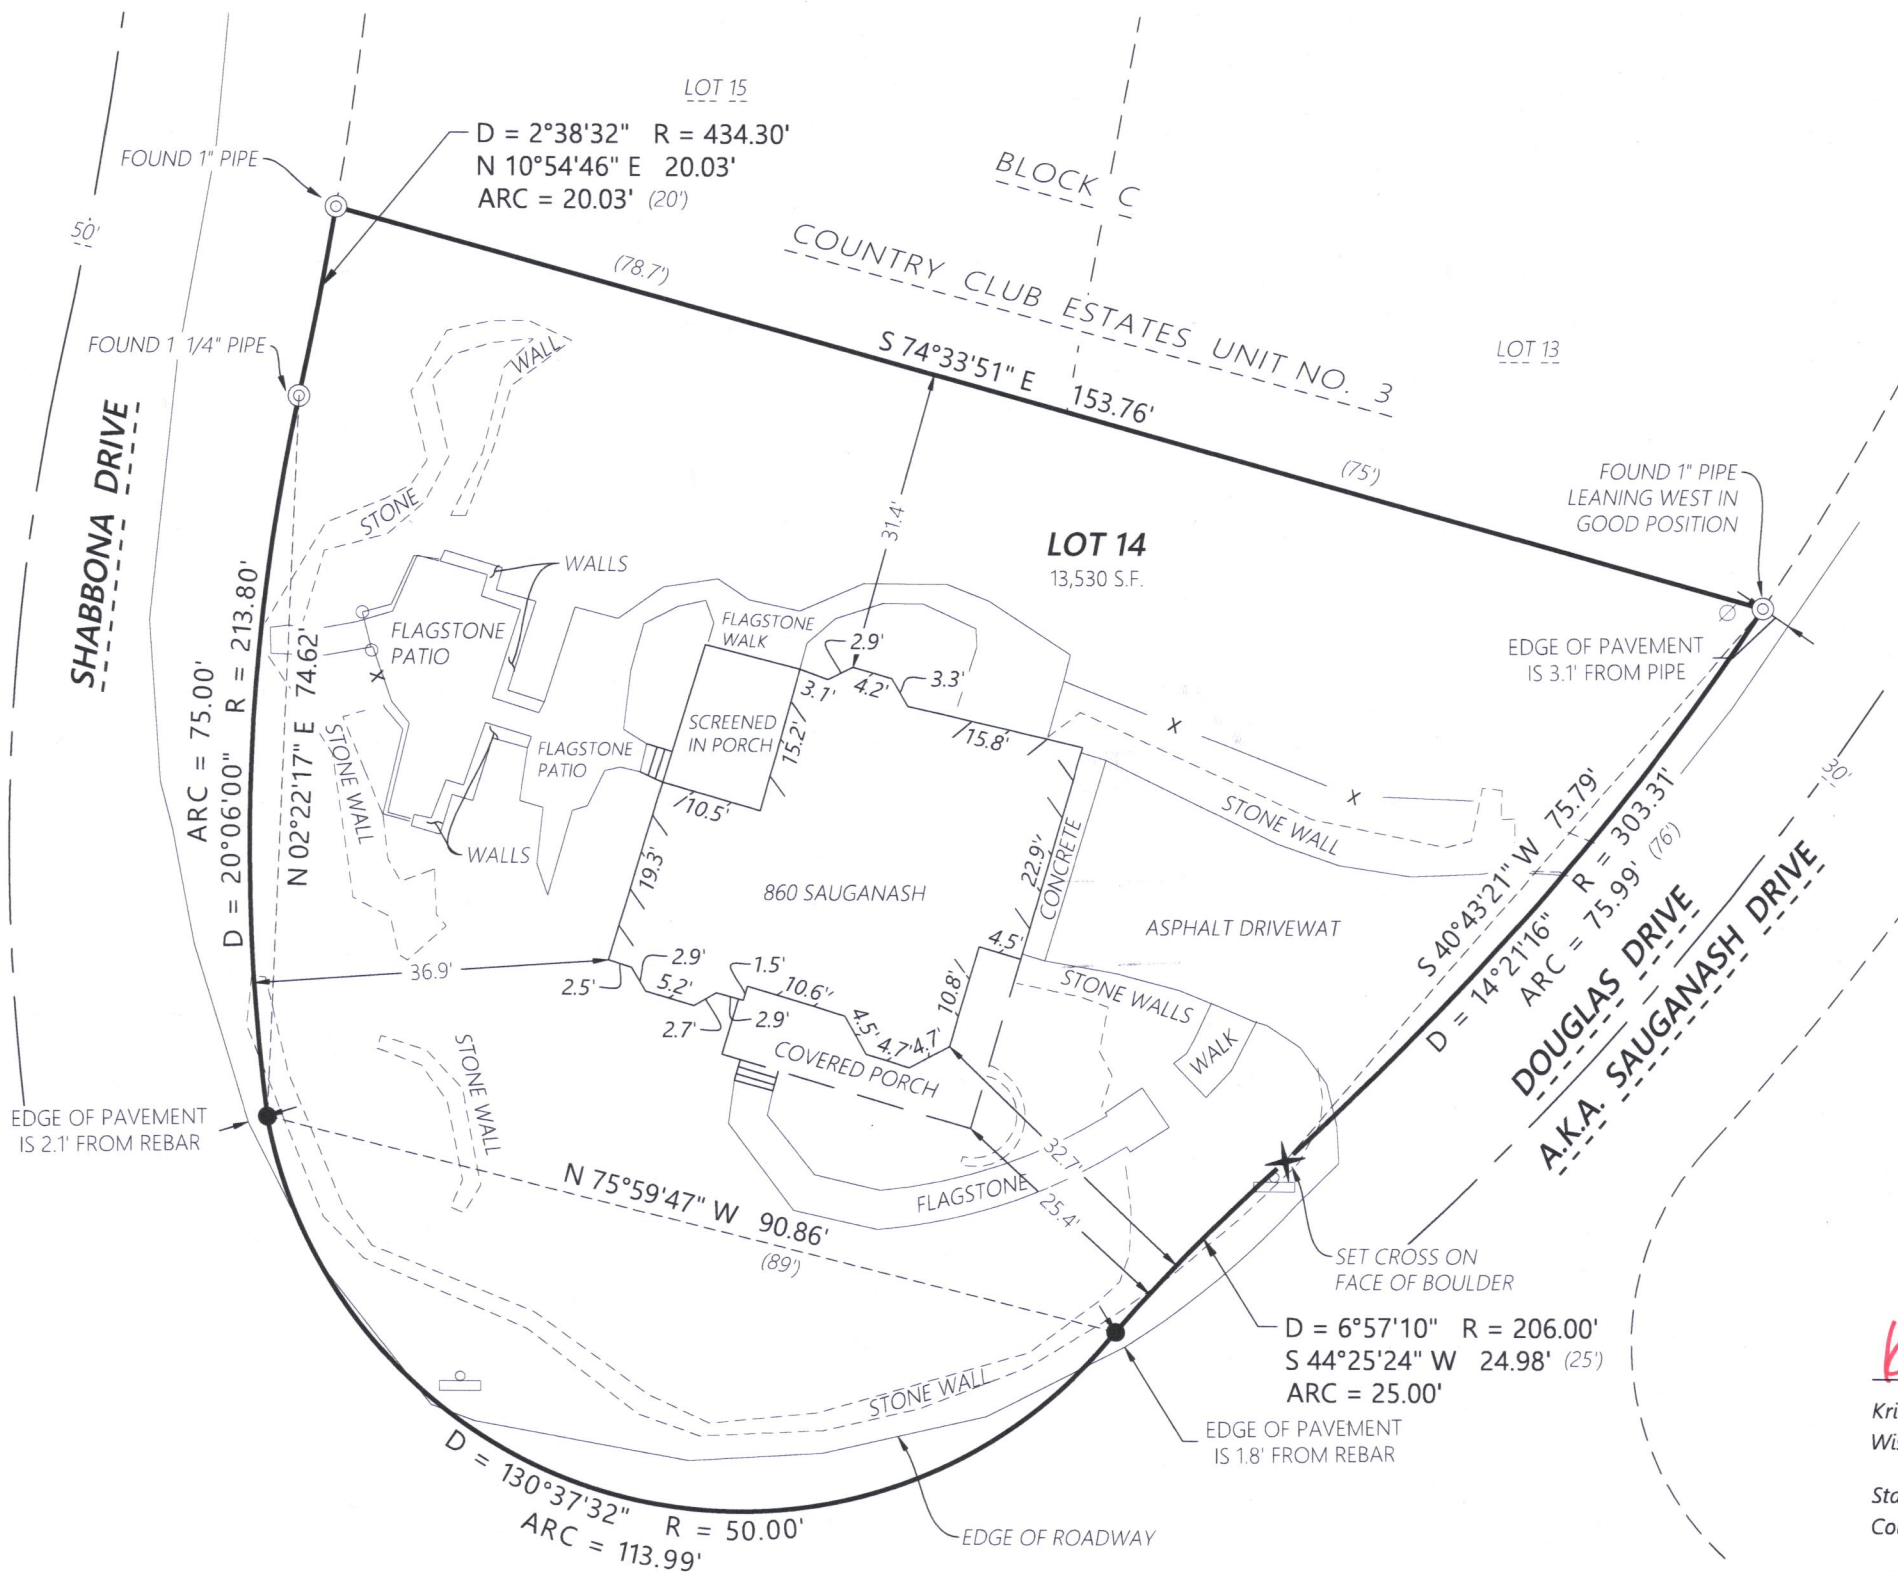 LOT 15
D = 2°38'32" R = 434.30'
N 10°54'46" E 20.03'
ARC = 20.03' (20')
FOUND 1" PIPE
50'
BLOCK C
COUNTRY CLUB ESTATES UNIT NO. 3
(78.7')
S 74°33'51" E 153.76'
(75')
LOT 13
FOUND 1 1/4" PIPE
SHABBONA DRIVE
WALL
STONE
FOUND 1" PIPE
LEANING WEST IN
GOOD POSITION
31.4'
LOT 14
13,530 S.F.
WALLS
FLAGSTONE
PATIO
X
FLAGSTONE
WALK
2.9'
3.1'
4.2'
3.3'
EDGE OF PAVEMENT
IS 3.1' FROM PIPE
ARC = 75.00'
D = 20°06'00" R = 213.80'
N 02°22'17" E 74.62'
STONE WALL
FLAGSTONE
PATIO
SCREENED
IN PORCH
15.2'
15.8'
X
X
10.5'
WALLS
19.3'
22.9'
CONCRETE
STONE WALL
860 SAUGANASH
ASPHALT DRIVEWAT
S 40°43'21" W 75.79'
D = 14°21'16" R = 303.31'
ARC = 75.99' (76')
30'
DOUGLAS DRIVE
A.K.A. SAUGANASH DRIVE
36.9'
2.5'
2.9'
5.2'
2.7'
1.5'
2.9'
10.6'
4.5'
4.7'
4.7'
10.8'
4.5'
STONE WALLS
WALK
COVERED PORCH
STONE WALL
EDGE OF PAVEMENT
IS 2.1' FROM REBAR
32.7'
25.4'
FLAGSTONE
N 75°59'47" W 90.86'
(89')
SET CROSS ON
FACE OF BOULDER
D = 6°57'10" R = 206.00'
S 44°25'24" W 24.98' (25')
ARC = 25.00'
STONE WALL
EDGE OF PAVEMENT
IS 1.8' FROM REBAR
D = 130°37'32" R = 50.00'
ARC = 113.99'
EDGE OF ROADWAY
Kri
Wis
Sta
Cou